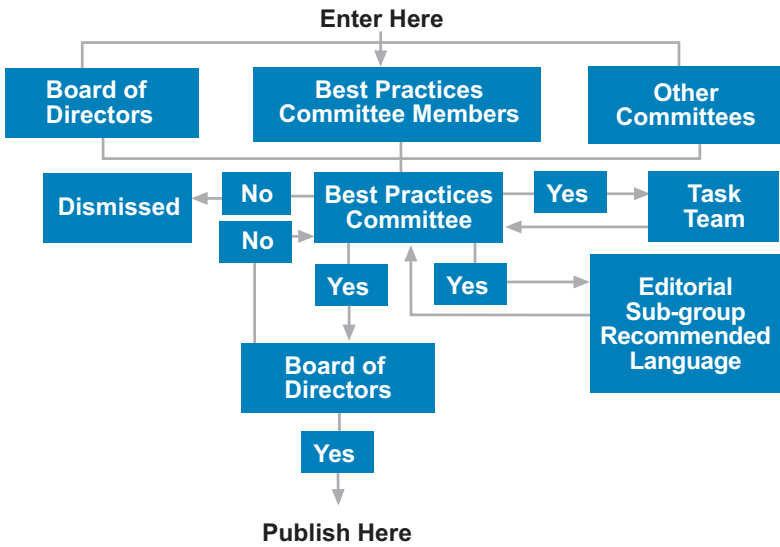 Enter Here
Board of
Directors
Best Practices
Committee Members
Other
Committees
Dismissed
No
Best Practices
Committee
Yes
Task
Team
No
Yes
Yes
Editorial
Sub-group
Recommended
Language
Board of
Directors
Yes
Publish Here